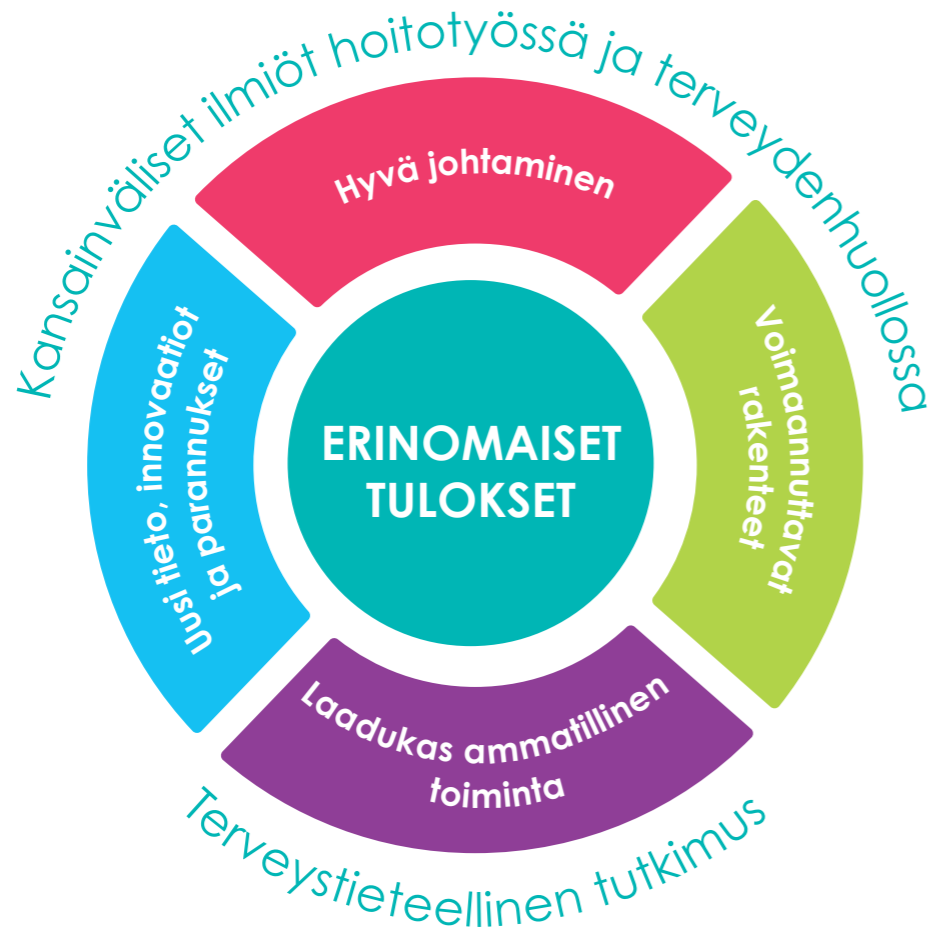 Kansainväliset ilmiöt hoitotyössä ja terveydenhuollossa
Hyvä johtaminen
Voimaannuttavat
rakenteet
Laadukas ammatillinen
toiminta
Uusi tieto, innovaatiot
ja parannukset
ERINOMAISET
TULOKSET
Terveystieteellinen tutkimus